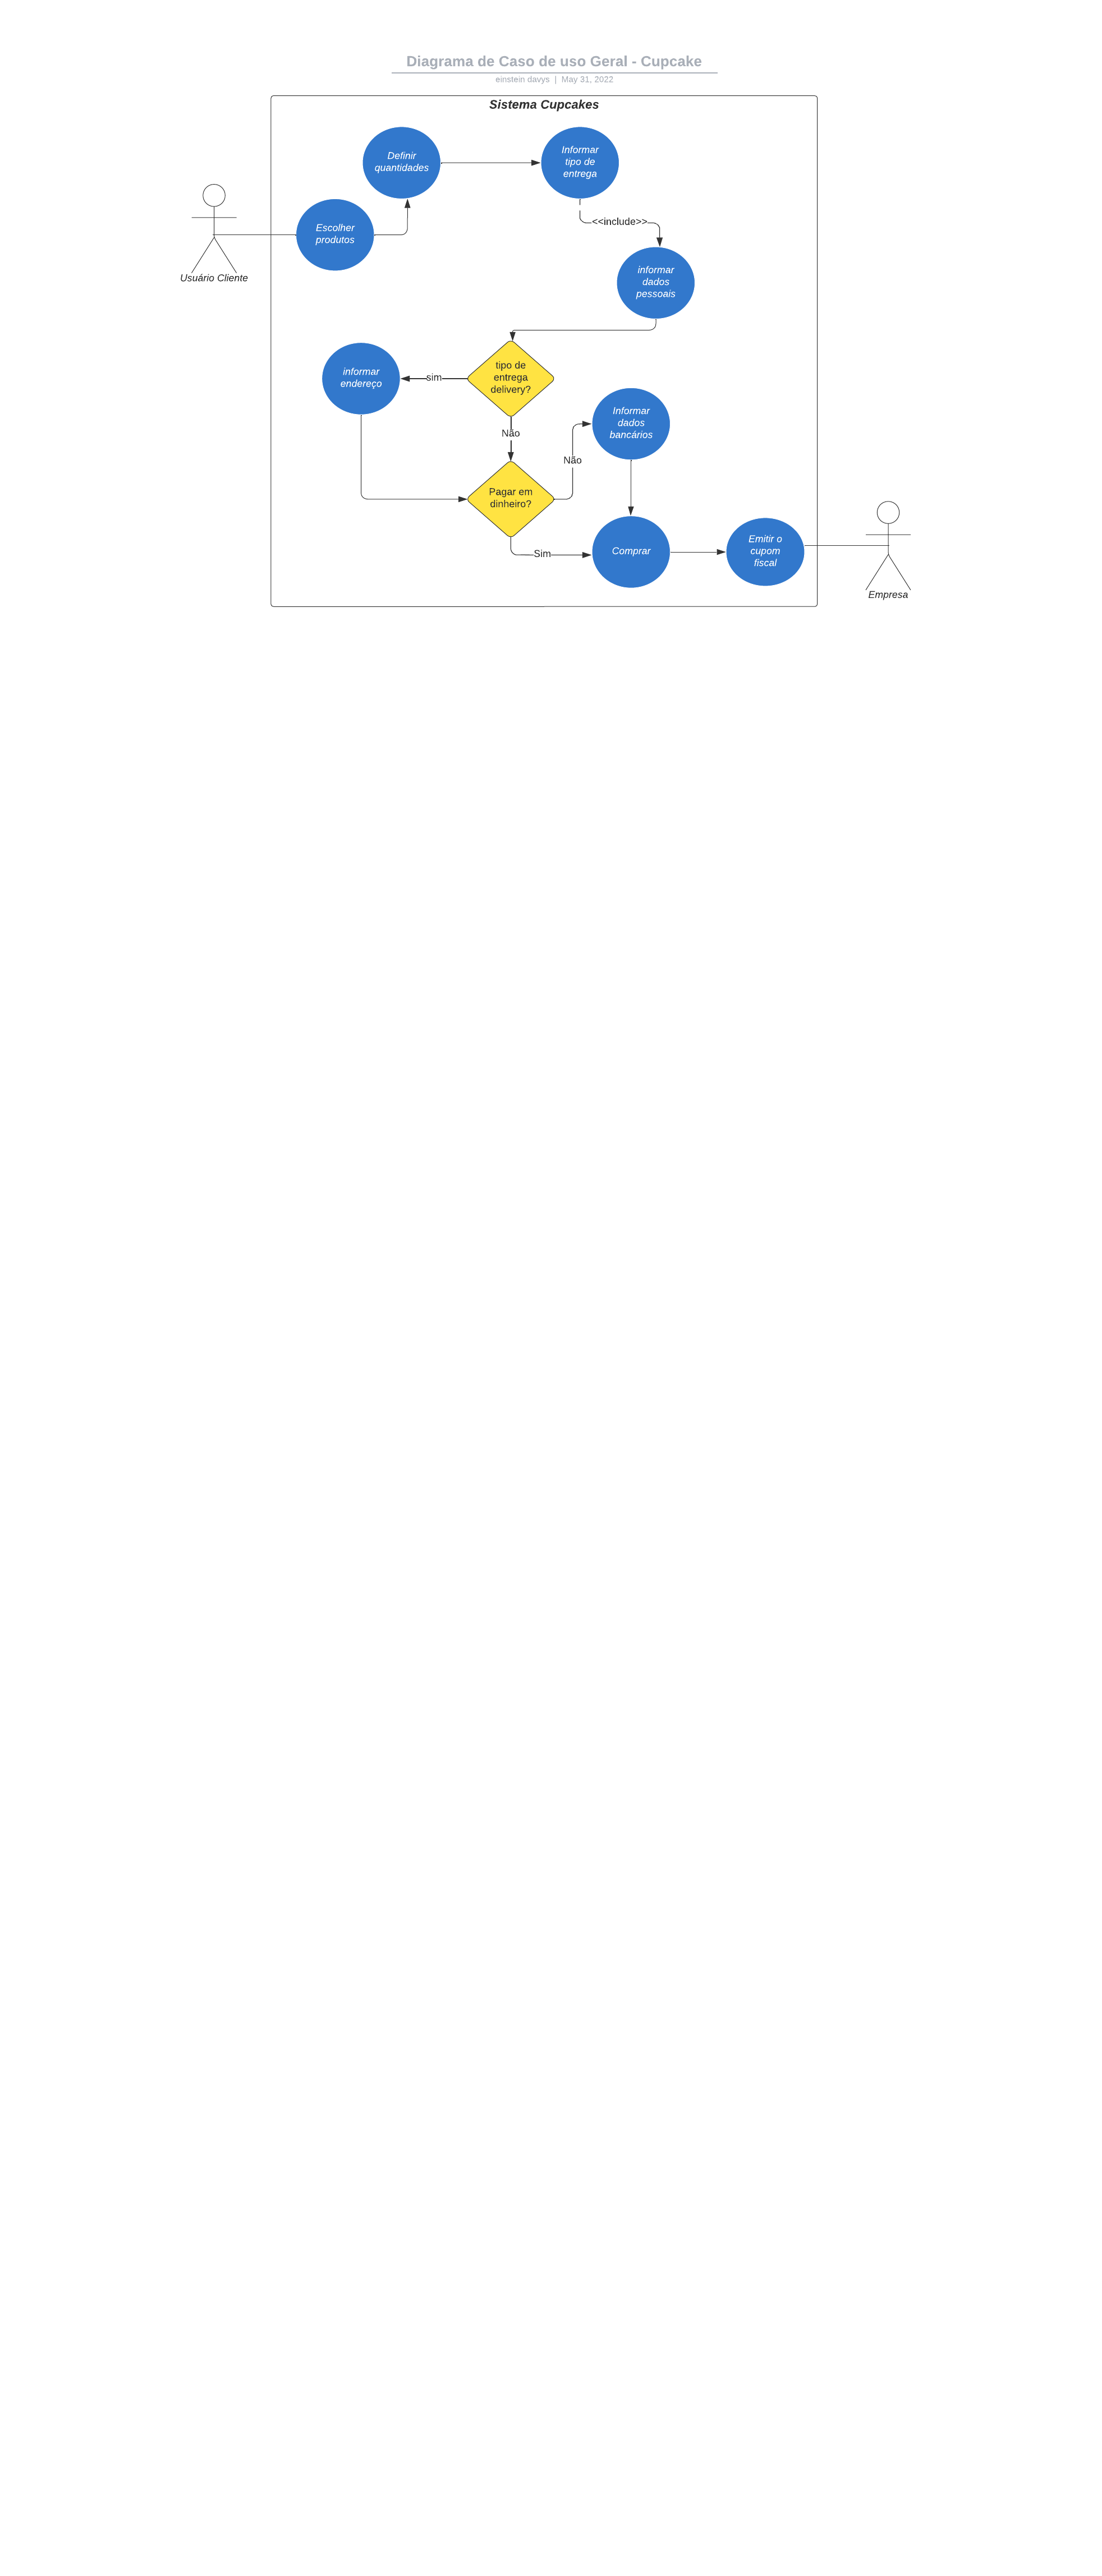 Diagrama de Caso de uso Geral - Cupcake
einstein davys | May 31, 2022
Sistema Cupcakes
Definir
quantidades
Informar
tipo de
entrega
Escolher
produtos
<<include>>
Usuário Cliente
informar
dados
pessoais
informar
endereço
sim
tipo de
entrega
delivery?
Não
Informar
dados
bancários
Não
Pagar em
dinheiro?
Sim
Comprar
Emitir o
cupom
fiscal
Empresa